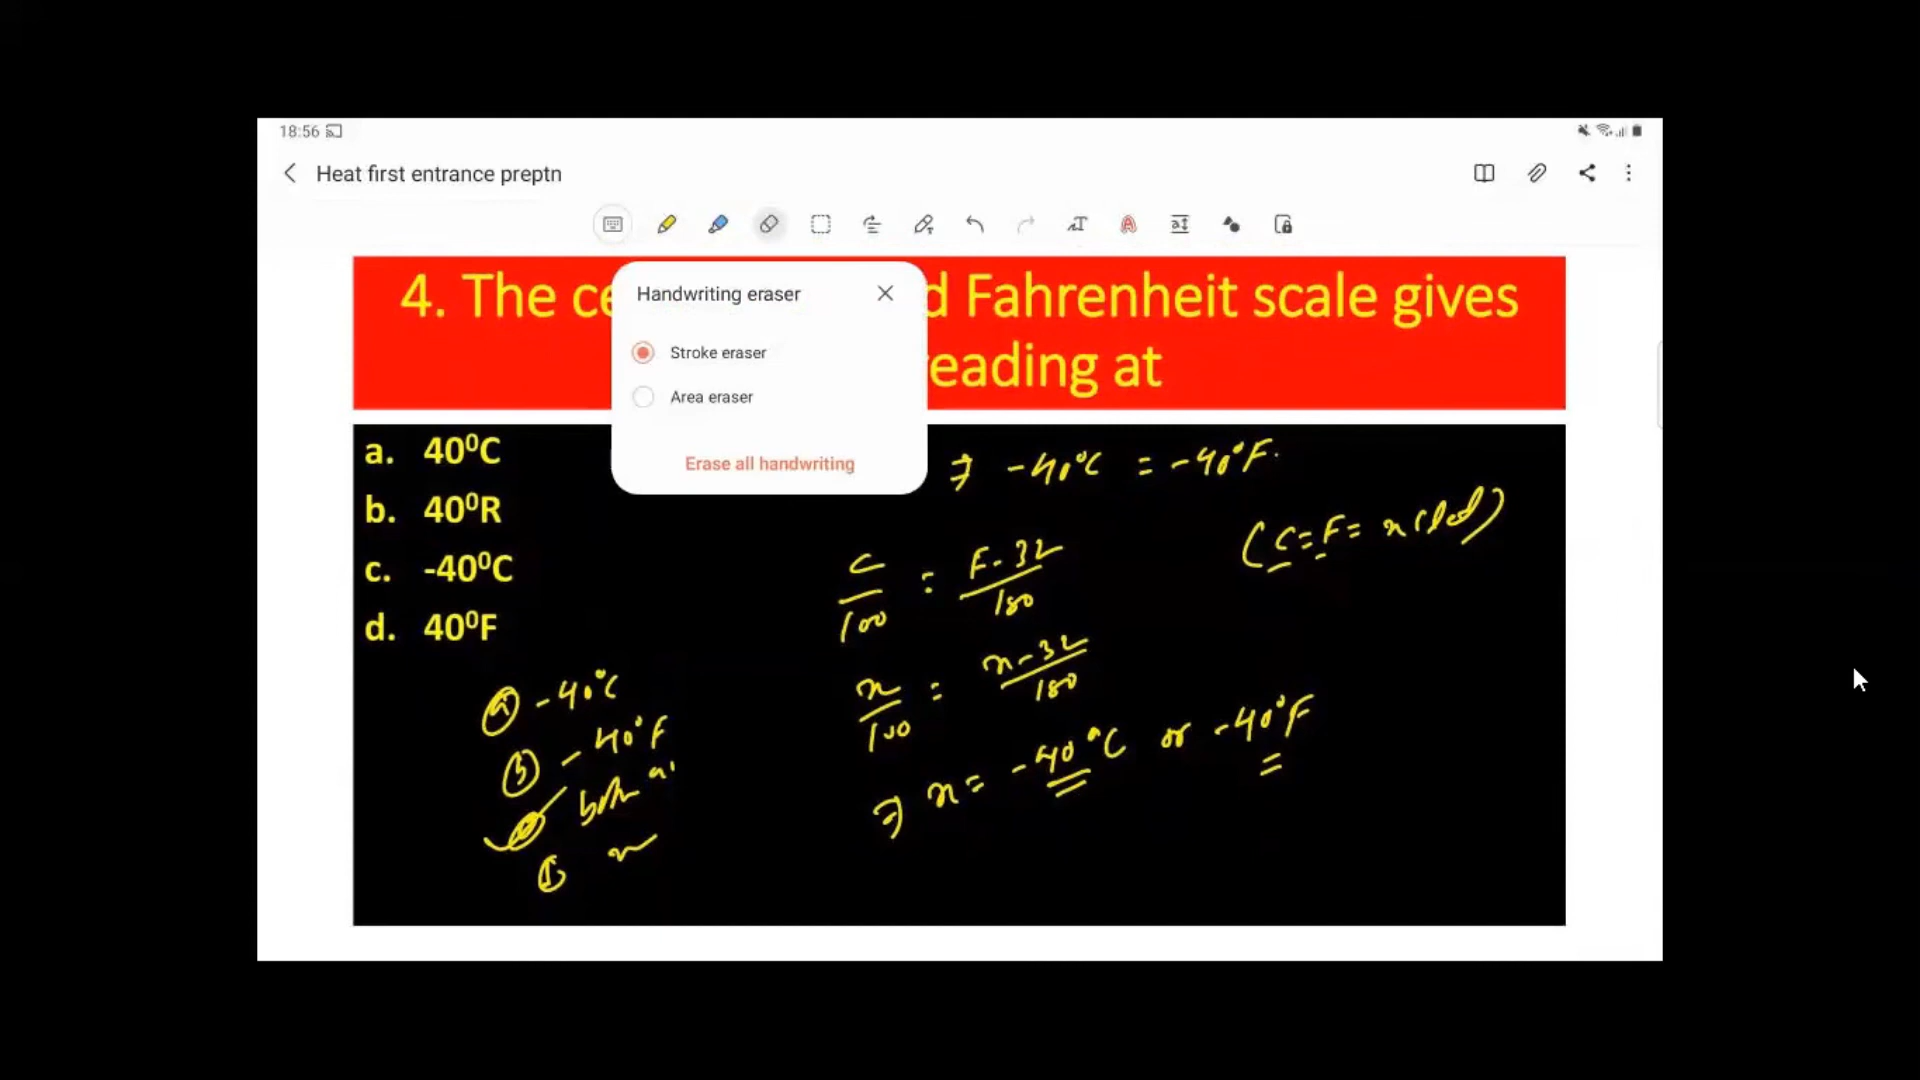 18:56
Heat first entrance preptn
4. The ce d Fahrenheit scale gives
eading at
Handwriting eraser
Stroke eraser
Area eraser
Erase all handwriting
a. 40⁰C
b. 40⁰R
c. -40⁰C
d. 40⁰F
⇒ -40°C = -40°F.
(C=F= x (let)
C/100 = F-32/180
x/100 = x-32/180
⇒ x = -40°C or -40°F
ⓐ -40°C
ⓑ -40°F
both a